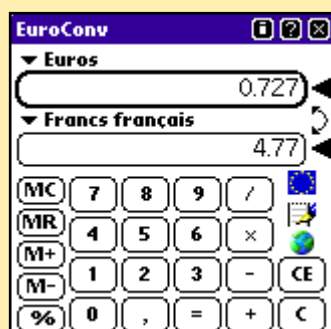 EuroConv
Euros
0.727
Francs français
4.77
MC 7 8 9 /
MR 4 5 6 ×
M+
M- 1 2 3 - CE
% 0 , = + C